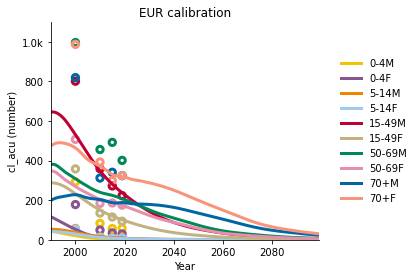 EUR calibration
cl_acu (number)
1.0k
800
600
400
200
0
2000
2020
2040
2060
2080
Year
0-4M
0-4F
5-14M
5-14F
15-49M
15-49F
50-69M
50-69F
70+M
70+F